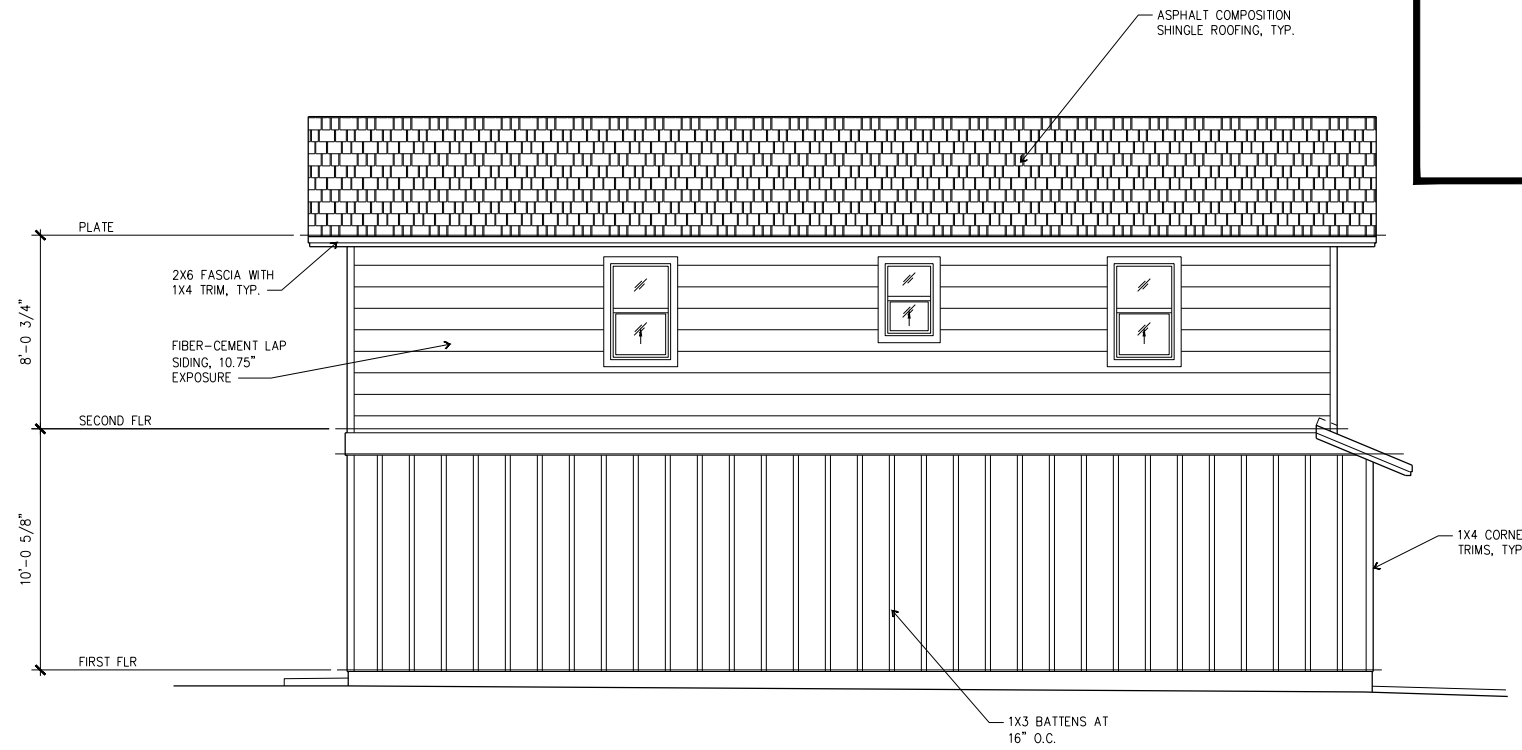 ASPHALT COMPOSITION
SHINGLE ROOFING, TYP.
PLATE
2X6 FASCIA WITH
1X4 TRIM, TYP.
8'-0 3/4"
FIBER-CEMENT LAP
SIDING, 10.75"
EXPOSURE
SECOND FLR
10'-0 5/8"
1X4 CORNE
TRIMS, TYP
FIRST FLR
1X3 BATTENS AT
16" O.C.